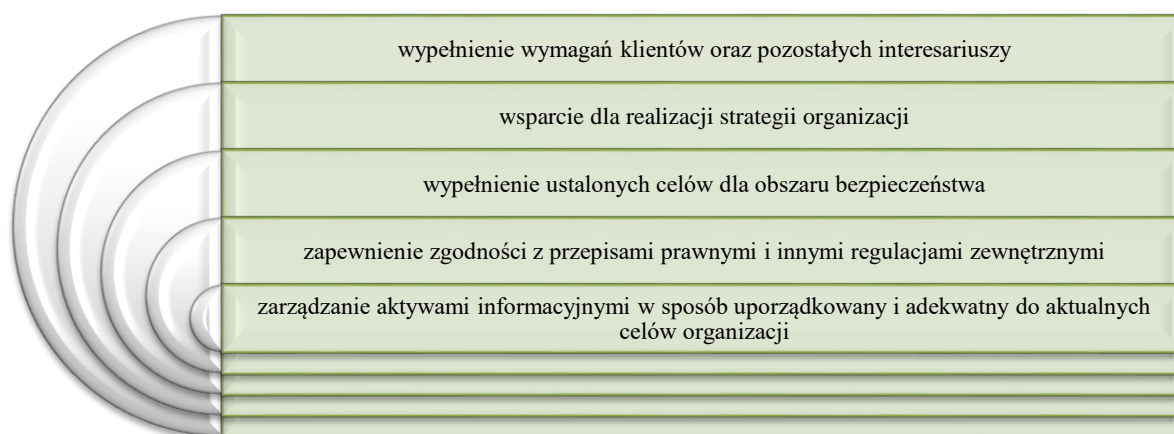 wypełnienie wymagań klientów oraz pozostałych interesariuszy
wsparcie dla realizacji strategii organizacji
wypełnienie ustalonych celów dla obszaru bezpieczeństwa
zapewnienie zgodności z przepisami prawnymi i innymi regulacjami zewnętrznymi
zarządzanie aktywami informacyjnymi w sposób uporządkowany i adekwatny do aktualnych
celów organizacji